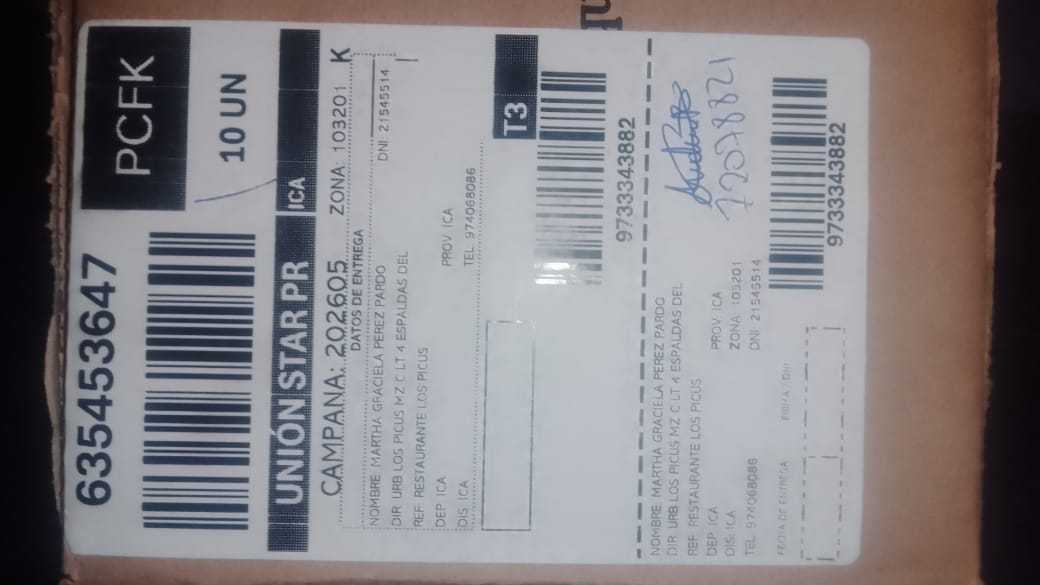 635453647
PCFK
10 UN
UNIÓN STAR PR ICA
CAMPAÑA: 202605 ZONA: 103201 K
DATOS DE ENTREGA
NOMBRE: MARTHA GRACIELA PEREZ PARDO DNI: 21545514
DIR: URB LOS PICUS MZ C LT 4 ESPALDAS DEL
REF: RESTAURANTE LOS PICUS
DEP: ICA PROV: ICA
DIS: ICA TEL: 974068086
T3
9733343882
NOMBRE: MARTHA GRACIELA PEREZ PARDO
DIR: URB LOS PICUS MZ C LT 4 ESPALDAS DEL
REF: RESTAURANTE LOS PICUS
DEP: ICA PROV: ICA
DIS: ICA ZONA: 103201
TEL: 974068086 DNI: 21545514
FECHA DE ENTREGA FIRMA / DNI
72078821
9733343882